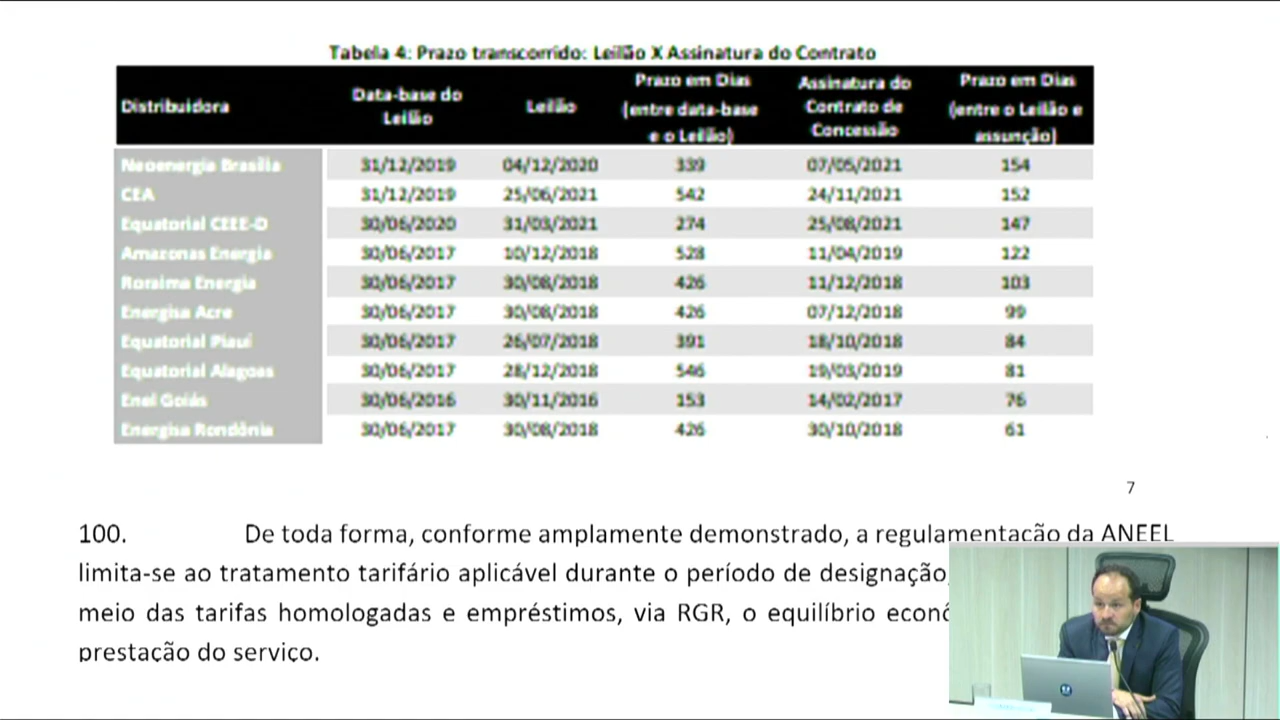 Tabela 4: Prazo transcorrido: Leilão X Assinatura do Contrato
Distribuidora Data-base do Leilão Leilão Prazo em Dias (entre data-base e o Leilão) Assinatura do Contrato de Concessão Prazo em Dias (entre o Leilão e assunção)
Neoenergia Brasília 31/12/2019 04/12/2020 339 07/05/2021 154
CEA 31/12/2019 25/06/2021 542 24/11/2021 152
Equatorial CEEE-D 30/06/2020 31/03/2021 274 25/08/2021 147
Amazonas Energia 30/06/2017 10/12/2018 528 11/04/2019 122
Roraima Energia 30/06/2017 30/08/2018 426 11/12/2018 103
Energisa Acre 30/06/2017 30/08/2018 426 07/12/2018 99
Equatorial Piauí 30/06/2017 26/07/2018 391 18/10/2018 84
Equatorial Alagoas 30/06/2017 28/12/2018 546 19/03/2019 81
Enel Goiás 30/06/2016 30/11/2016 153 14/02/2017 76
Energisa Rondônia 30/06/2017 30/08/2018 426 30/10/2018 61
7
100. De toda forma, conforme amplamente demonstrado, a regulamentação da ANEEL
limita-se ao tratamento tarifário aplicável durante o período de designação,
meio das tarifas homologadas e empréstimos, via RGR, o equilíbrio econô
prestação do serviço.